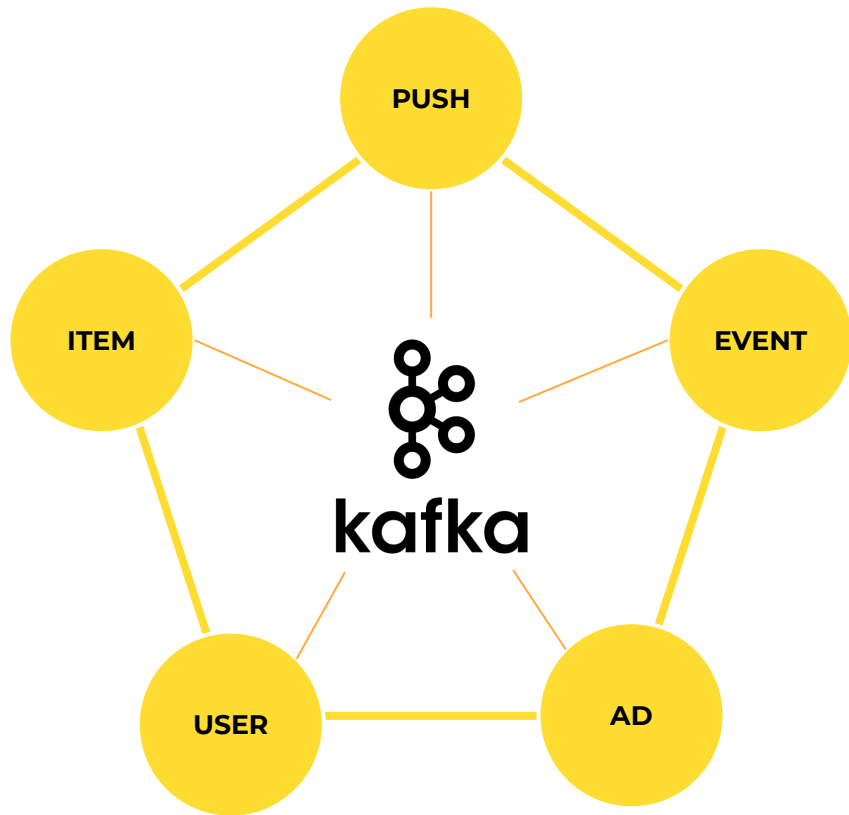 PUSH
ITEM
EVENT
kafka
USER
AD